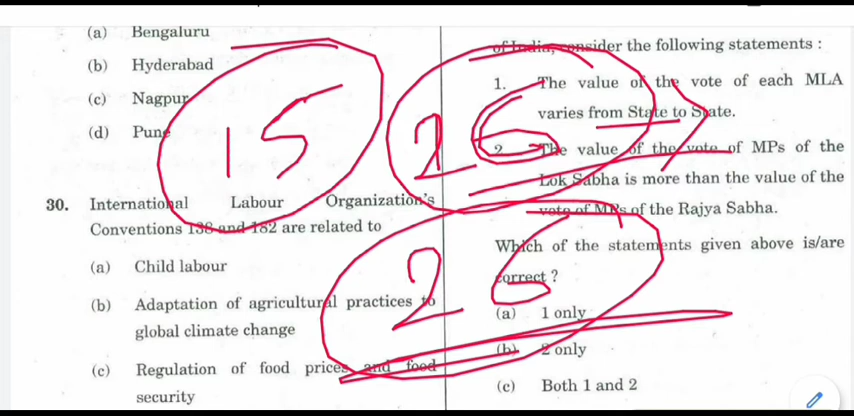 (a) Bengaluru
(b) Hyderabad
(c) Nagpur
(d) Pune
30. International Labour Organization's
Conventions 138 and 182 are related to
(a) Child labour
(b) Adaptation of agricultural practices to
global climate change
(c) Regulation of food prices and food
security
of India, consider the following statements :
1. The value of the vote of each MLA
varies from State to State.
2. The value of the vote of MPs of the
Lok Sabha is more than the value of the
vote of MPs of the Rajya Sabha.
Which of the statements given above is/are
correct ?
(a) 1 only
(b) 2 only
(c) Both 1 and 2
15
26
26